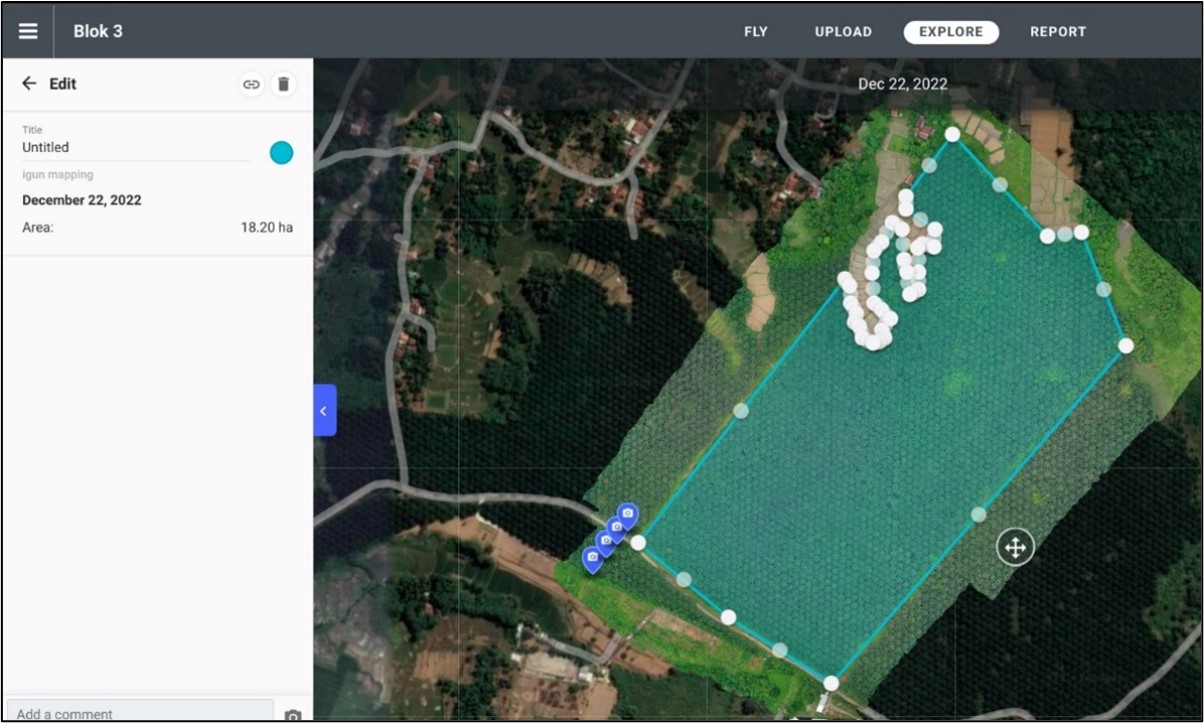 Blok 3
FLY
UPLOAD
EXPLORE
REPORT
Edit
Dec 22, 2022
Title
Untitled
igun mapping
December 22, 2022
Area: 18.20 ha
Add a comment